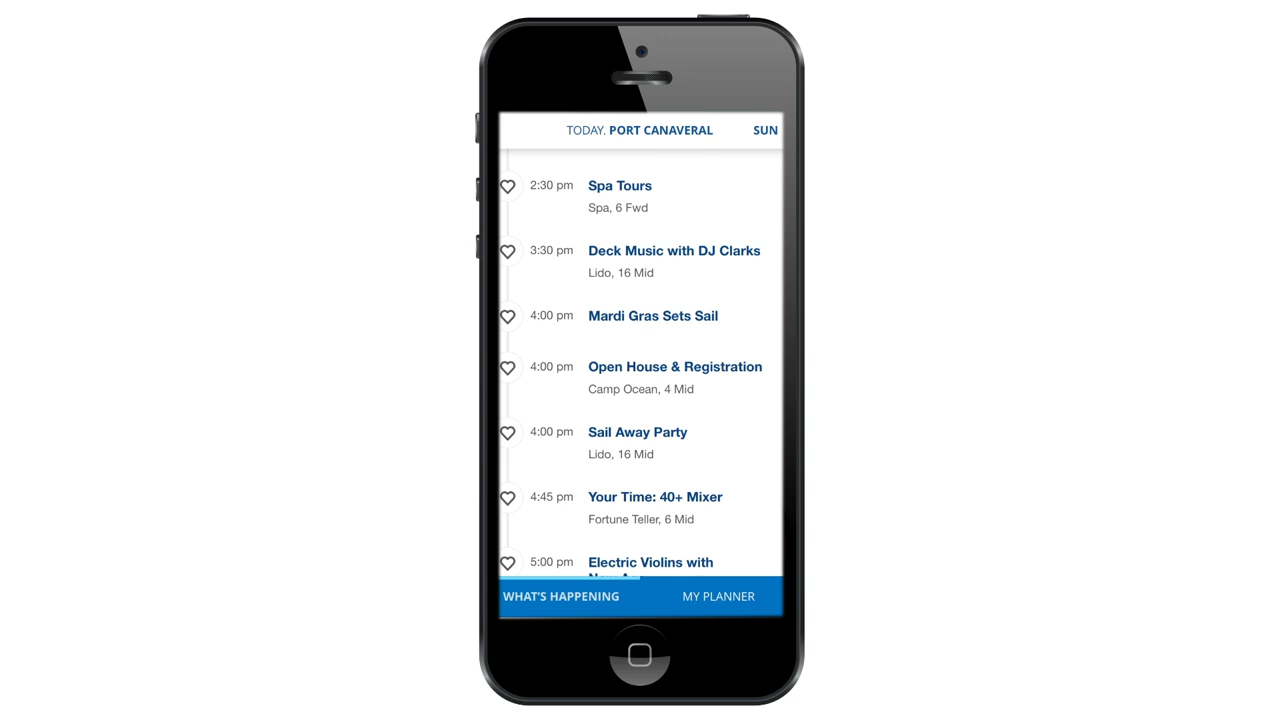 TODAY. PORT CANAVERAL SUN
2:30 pm Spa Tours
Spa, 6 Fwd
3:30 pm Deck Music with DJ Clarks
Lido, 16 Mid
4:00 pm Mardi Gras Sets Sail
4:00 pm Open House & Registration
Camp Ocean, 4 Mid
4:00 pm Sail Away Party
Lido, 16 Mid
4:45 pm Your Time: 40+ Mixer
Fortune Teller, 6 Mid
5:00 pm Electric Violins with
WHAT'S HAPPENING MY PLANNER